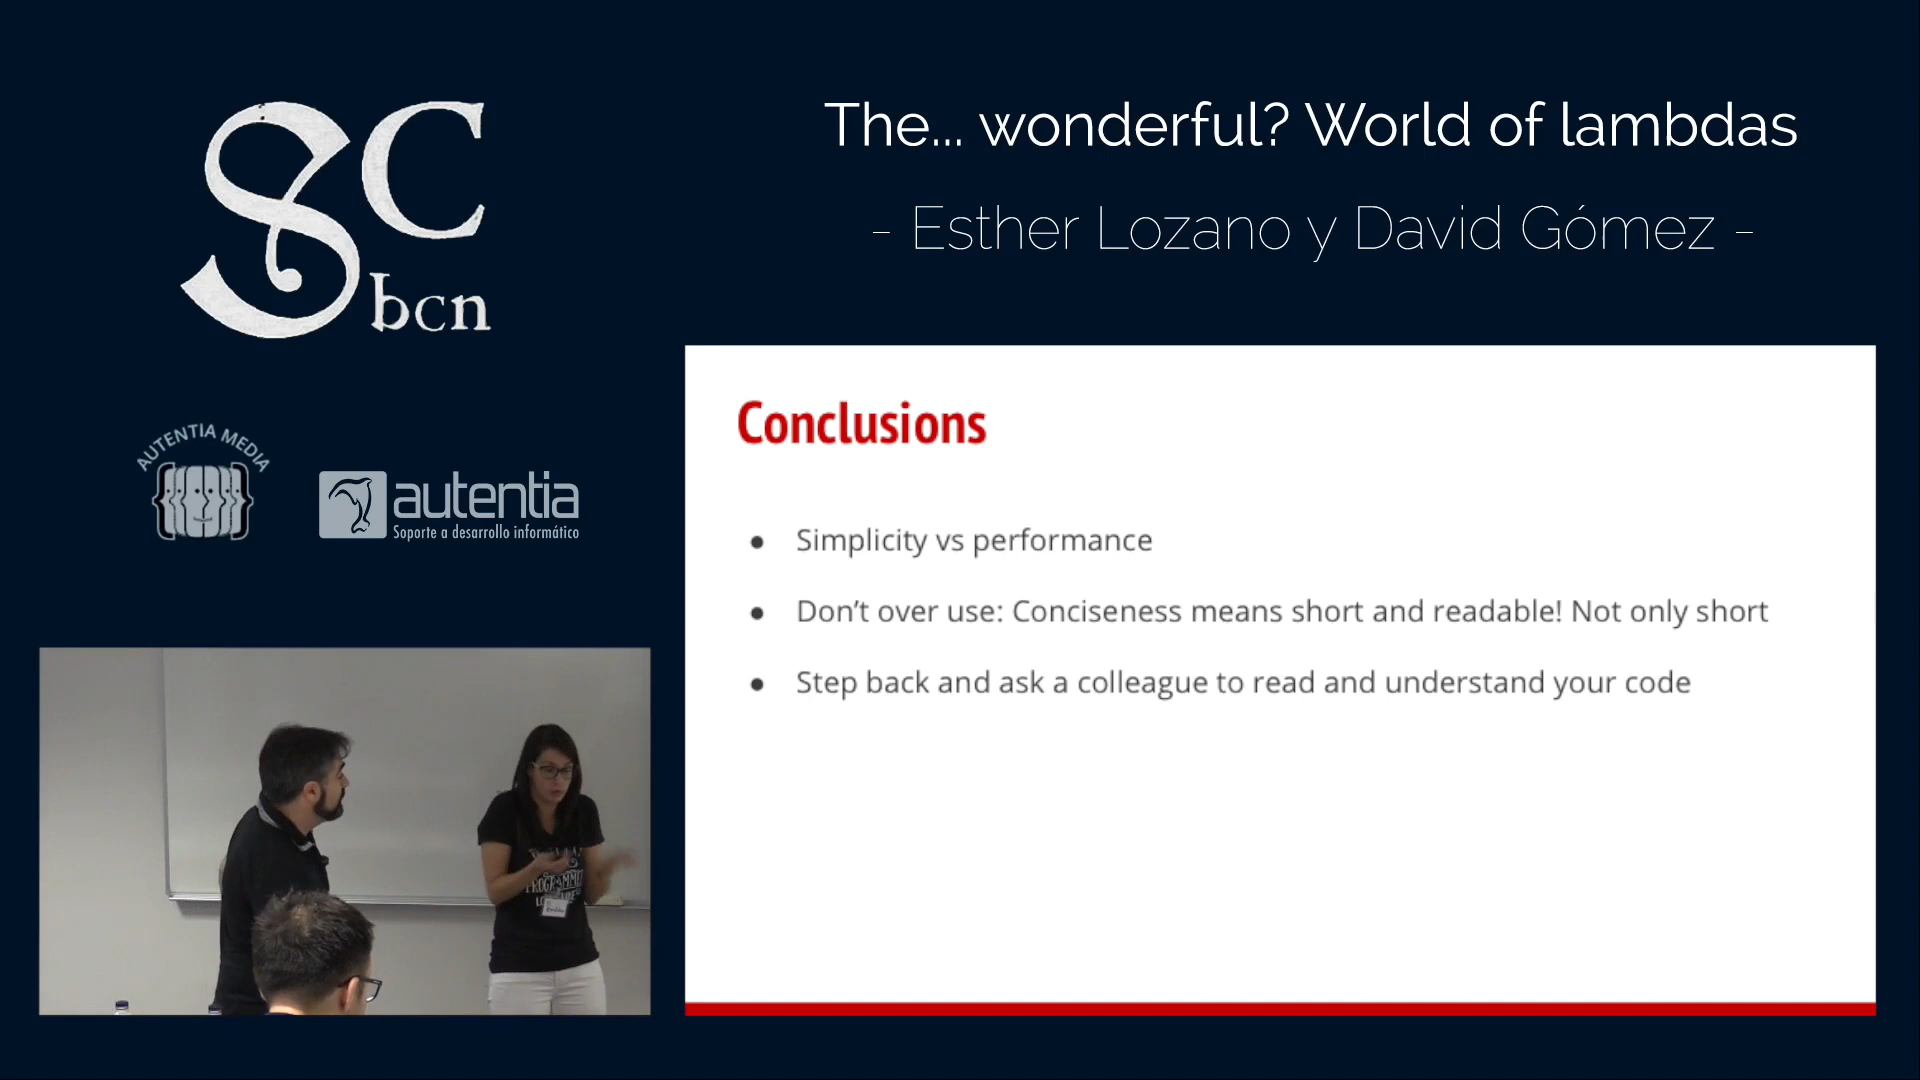 SC
bcn
The... wonderful? World of lambdas
- Esther Lozano y David Gómez -
AUTENTIA MEDIA
autentia
Soporte a desarrollo informático
Conclusions
● Simplicity vs performance
● Don’t over use: Conciseness means short and readable! Not only short
● Step back and ask a colleague to read and understand your code